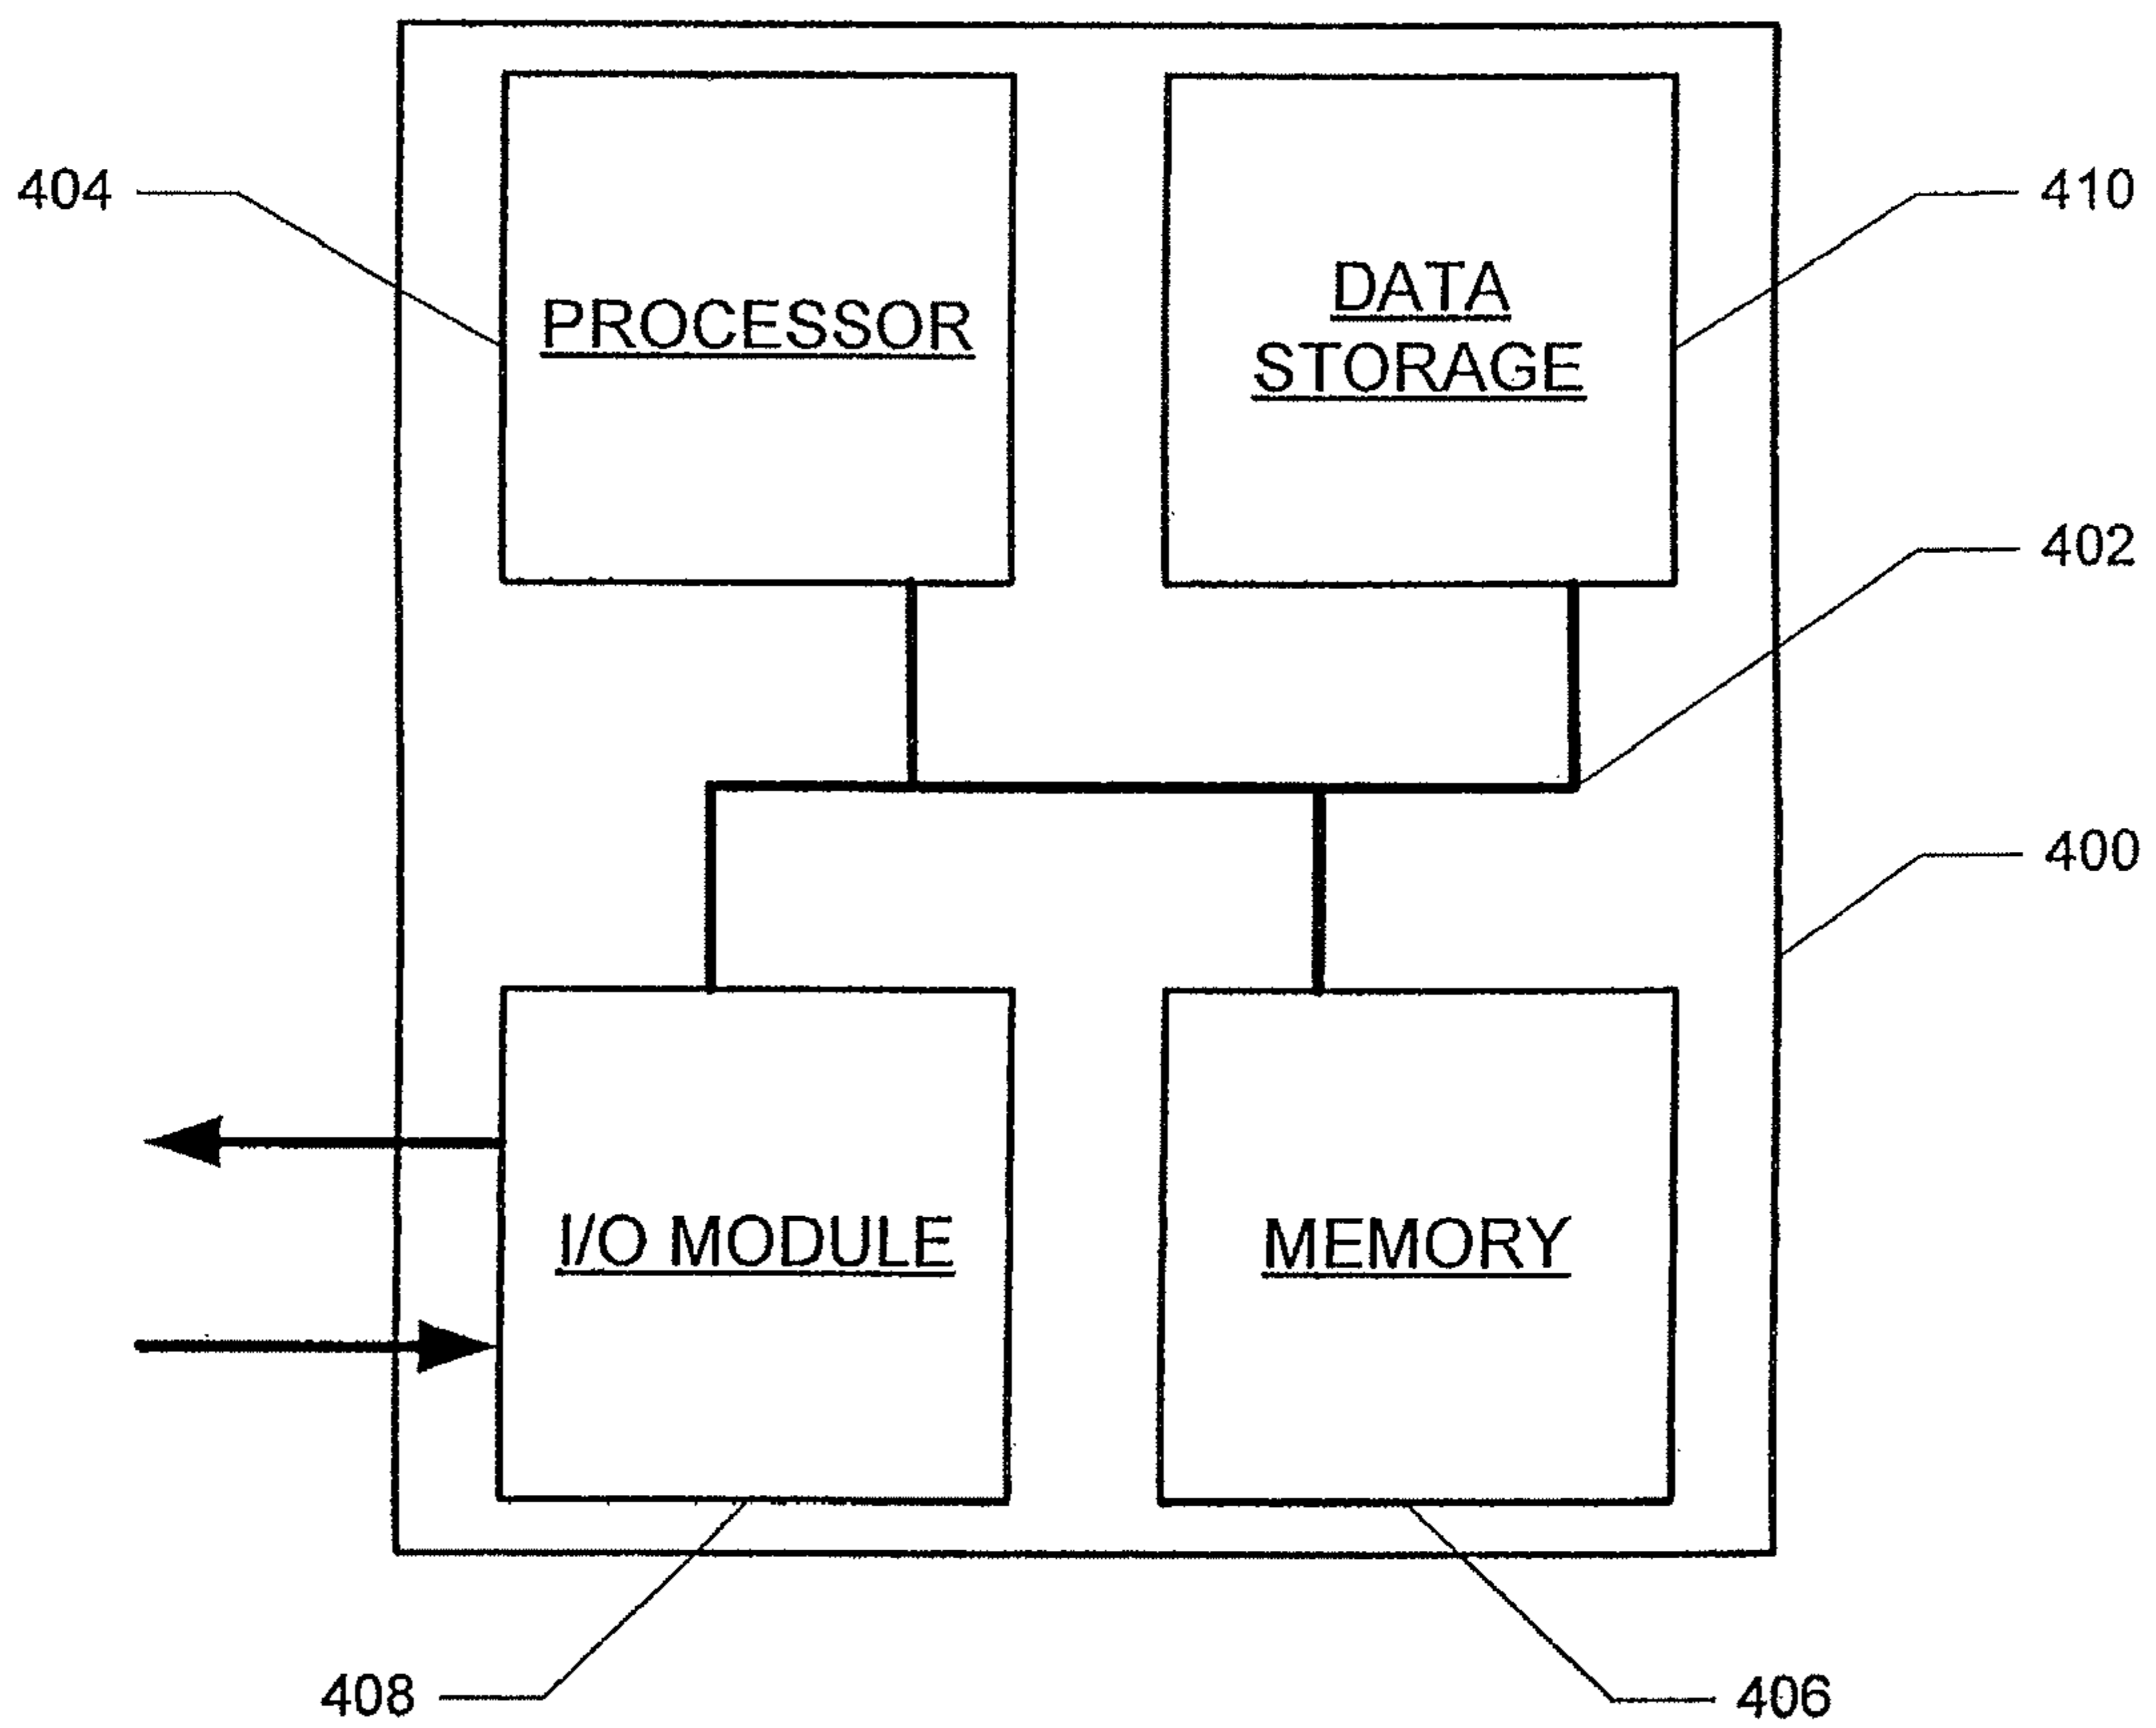 404
PROCESSOR
DATA
STORAGE
410
402
400
I/O MODULE
MEMORY
408
406